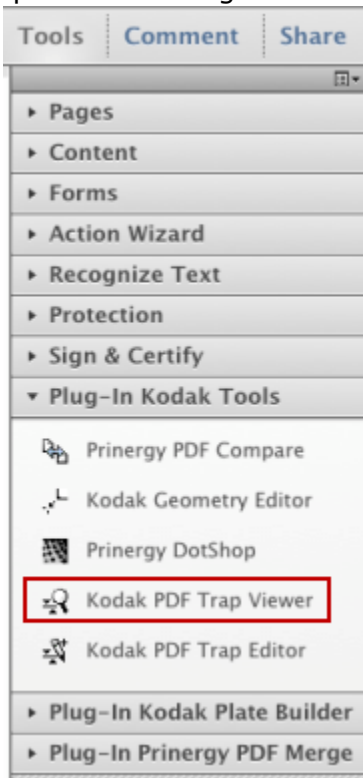 Tools Comment Share
Pages
Content
Forms
Action Wizard
Recognize Text
Protection
Sign & Certify
Plug-In Kodak Tools
Prinergy PDF Compare
Kodak Geometry Editor
Prinergy DotShop
Kodak PDF Trap Viewer
Kodak PDF Trap Editor
Plug-In Kodak Plate Builder
Plug-In Prinergy PDF Merge